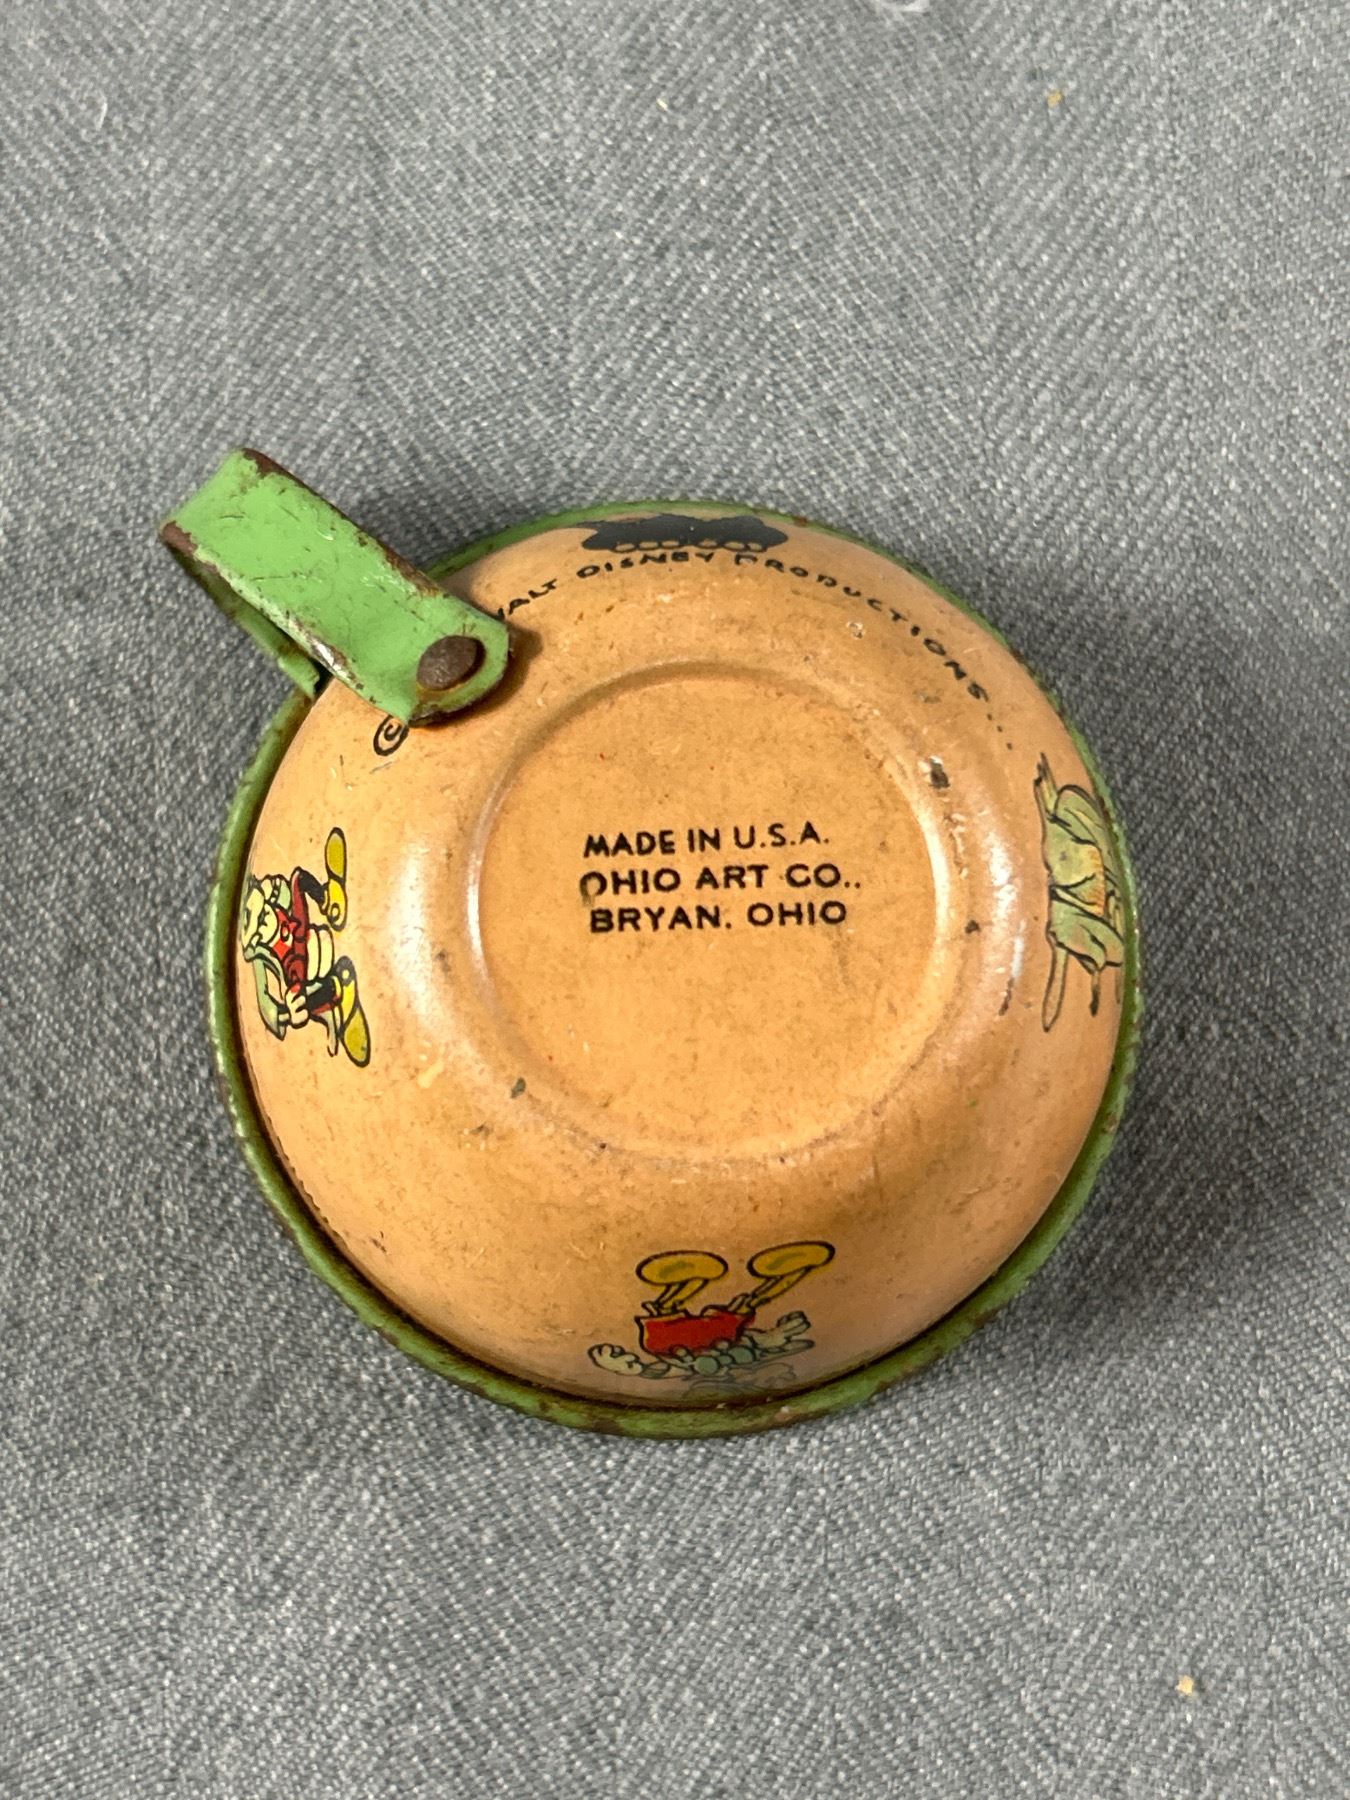 © WALT DISNEY PRODUCTIONS...
MADE IN U.S.A.
OHIO ART CO..
BRYAN, OHIO